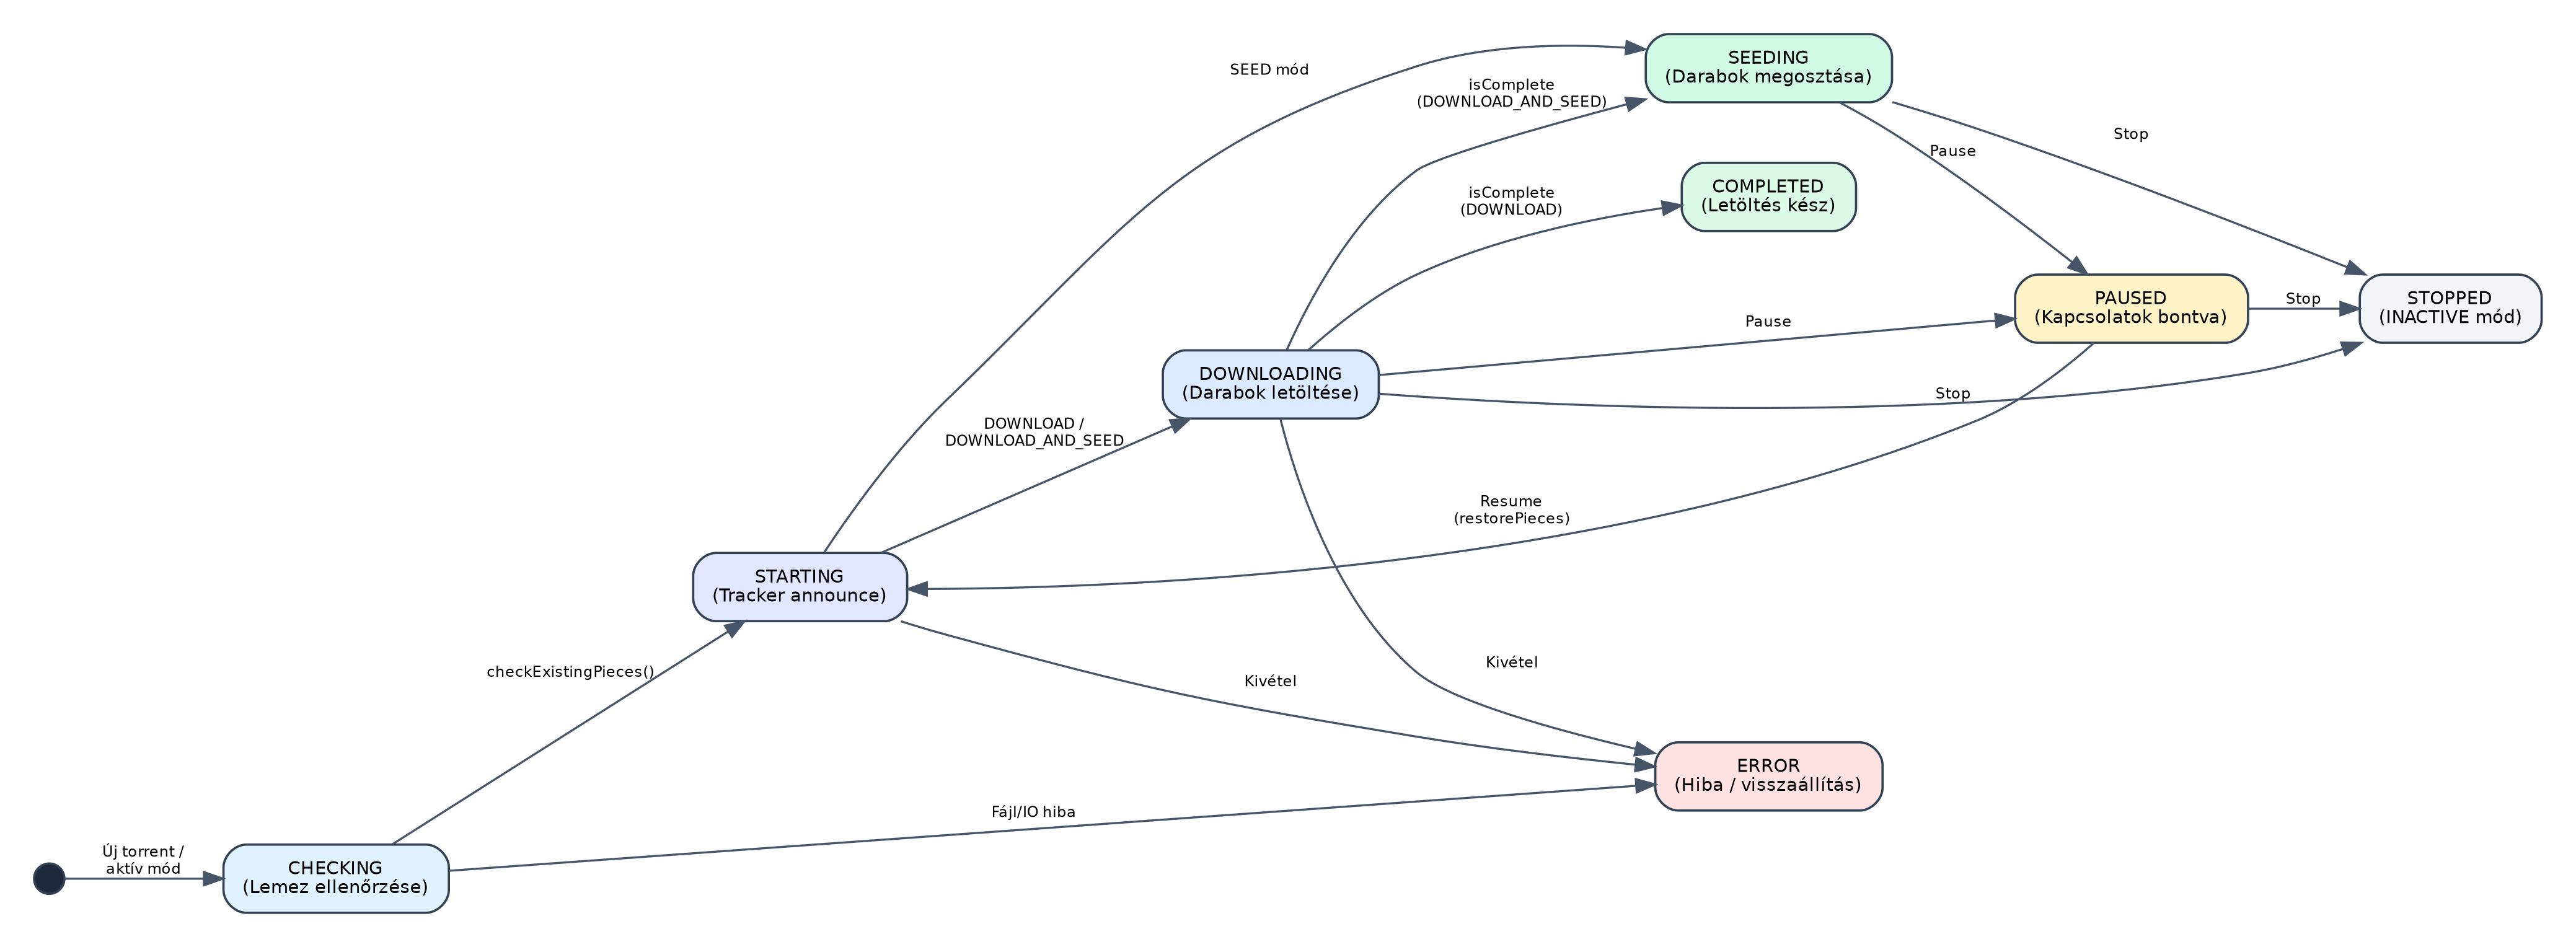 SEEDING
(Darabok megosztása)
SEED mód
isComplete
(DOWNLOAD_AND_SEED)
Stop
Pause
COMPLETED
(Letöltés kész)
isComplete
(DOWNLOAD)
PAUSED
(Kapcsolatok bontva)
Stop
STOPPED
(INACTIVE mód)
Pause
DOWNLOADING
(Darabok letöltése)
Stop
DOWNLOAD /
DOWNLOAD_AND_SEED
Resume
(restorePieces)
STARTING
(Tracker announce)
checkExistingPieces()
Kivétel
Kivétel
ERROR
(Hiba / visszaállítás)
Fájl/IO hiba
Új torrent /
aktív mód
CHECKING
(Lemez ellenőrzése)